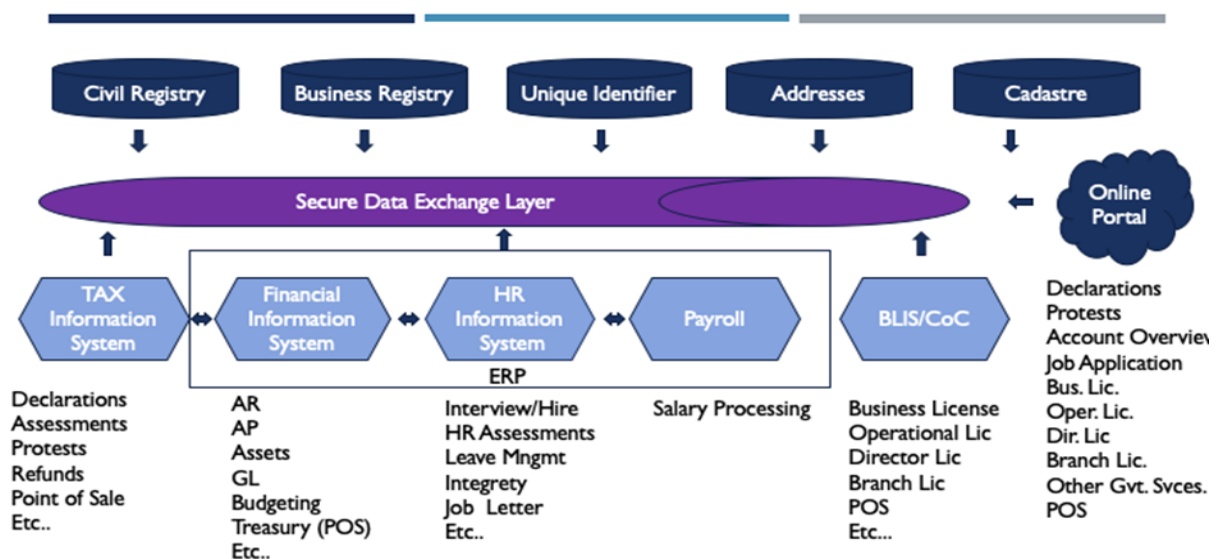 Civil Registry
Business Registry
Unique Identifier
Addresses
Cadastre
Secure Data Exchange Layer
Online
Portal
TAX
Information
System
Financial
Information
System
HR
Information
System
Payroll
BLIS/CoC
ERP
Declarations
Assessments
Protests
Refunds
Point of Sale
Etc..
AR
AP
Assets
GL
Budgeting
Treasury (POS)
Etc..
Interview/Hire
HR Assessments
Leave Mngmt
Integrety
Job Letter
Etc..
Salary Processing
Business License
Operational Lic
Director Lic
Branch Lic
POS
Etc...
Declarations
Protests
Account Overview
Job Application
Bus. Lic.
Oper. Lic.
Dir. Lic
Branch Lic.
Other Gvt. Svces.
POS